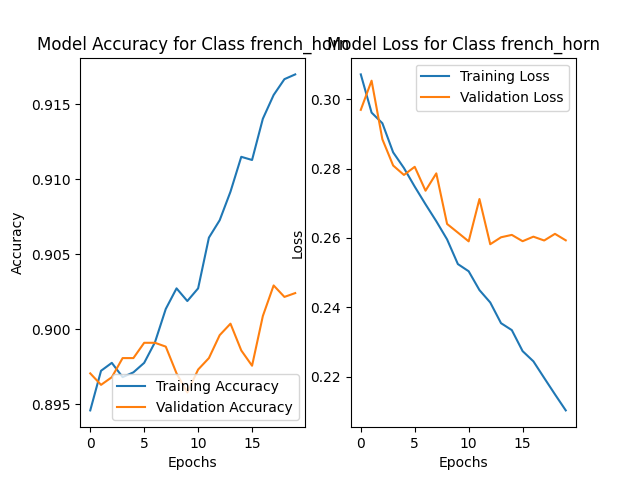 Model Accuracy for Class french_horn
0.915
0.910
0.905
0.900
0.895
Accuracy
Training Accuracy
Validation Accuracy
0 5 10 15
Epochs
Model Loss for Class french_horn
Training Loss
Validation Loss
0.30
0.28
0.26
0.24
0.22
Loss
0 5 10 15
Epochs